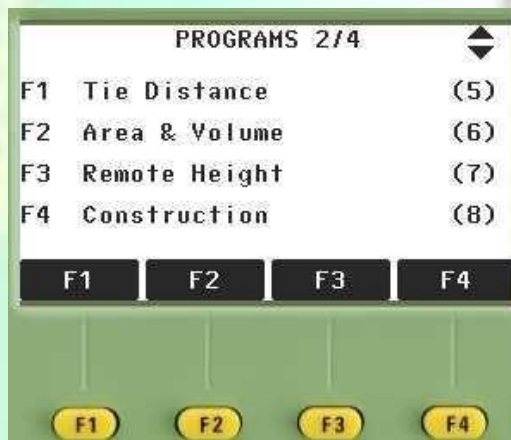 PROGRAMS 2/4
F1 Tie Distance (5)
F2 Area & Volume (6)
F3 Remote Height (7)
F4 Construction (8)
F1 F2 F3 F4
F1 F2 F3 F4